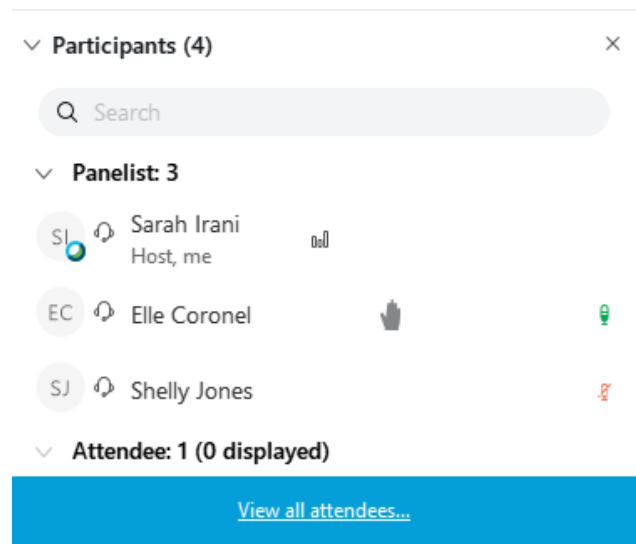 Participants (4)
Search
Panelist: 3
SI
Sarah Irani
Host, me
EC
Elle Coronel
SJ
Shelly Jones
Attendee: 1 (0 displayed)
View all attendees...